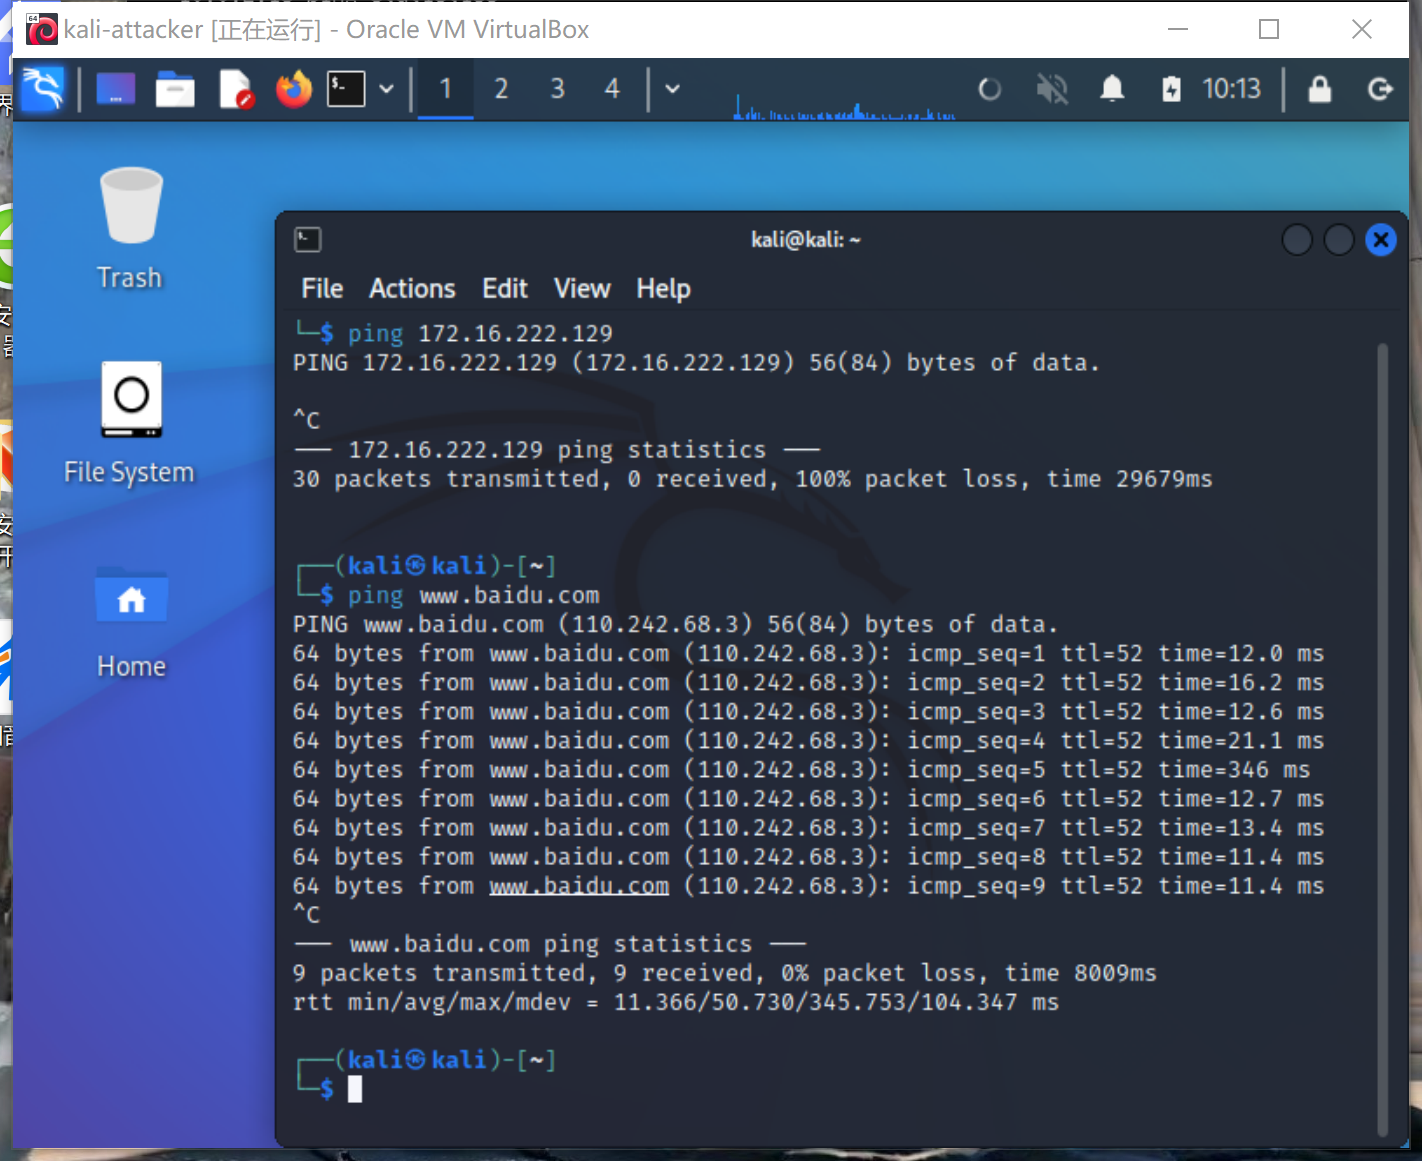 kali-attacker [正在运行] - Oracle VM VirtualBox
1 2 3 4 10:13
Trash
File System
Home
kali@kali: ~
File Actions Edit View Help
└─$ ping 172.16.222.129
PING 172.16.222.129 (172.16.222.129) 56(84) bytes of data.
^C
─── 172.16.222.129 ping statistics ───
30 packets transmitted, 0 received, 100% packet loss, time 29679ms
┌──(kali㉿kali)-[~]
└─$ ping www.baidu.com
PING www.baidu.com (110.242.68.3) 56(84) bytes of data.
64 bytes from www.baidu.com (110.242.68.3): icmp_seq=1 ttl=52 time=12.0 ms
64 bytes from www.baidu.com (110.242.68.3): icmp_seq=2 ttl=52 time=16.2 ms
64 bytes from www.baidu.com (110.242.68.3): icmp_seq=3 ttl=52 time=12.6 ms
64 bytes from www.baidu.com (110.242.68.3): icmp_seq=4 ttl=52 time=21.1 ms
64 bytes from www.baidu.com (110.242.68.3): icmp_seq=5 ttl=52 time=346 ms
64 bytes from www.baidu.com (110.242.68.3): icmp_seq=6 ttl=52 time=12.7 ms
64 bytes from www.baidu.com (110.242.68.3): icmp_seq=7 ttl=52 time=13.4 ms
64 bytes from www.baidu.com (110.242.68.3): icmp_seq=8 ttl=52 time=11.4 ms
64 bytes from www.baidu.com (110.242.68.3): icmp_seq=9 ttl=52 time=11.4 ms
^C
─── www.baidu.com ping statistics ───
9 packets transmitted, 9 received, 0% packet loss, time 8009ms
rtt min/avg/max/mdev = 11.366/50.730/345.753/104.347 ms
┌──(kali㉿kali)-[~]
└─$